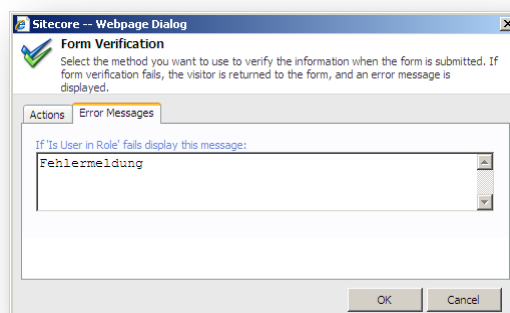 Sitecore -- Webpage Dialog
Form Verification
Select the method you want to use to verify the information when the form is submitted. If
form verification fails, the visitor is returned to the form, and an error message is
displayed.
Actions
Error Messages
If 'Is User in Role' fails display this message:
Fehlermeldung
OK
Cancel